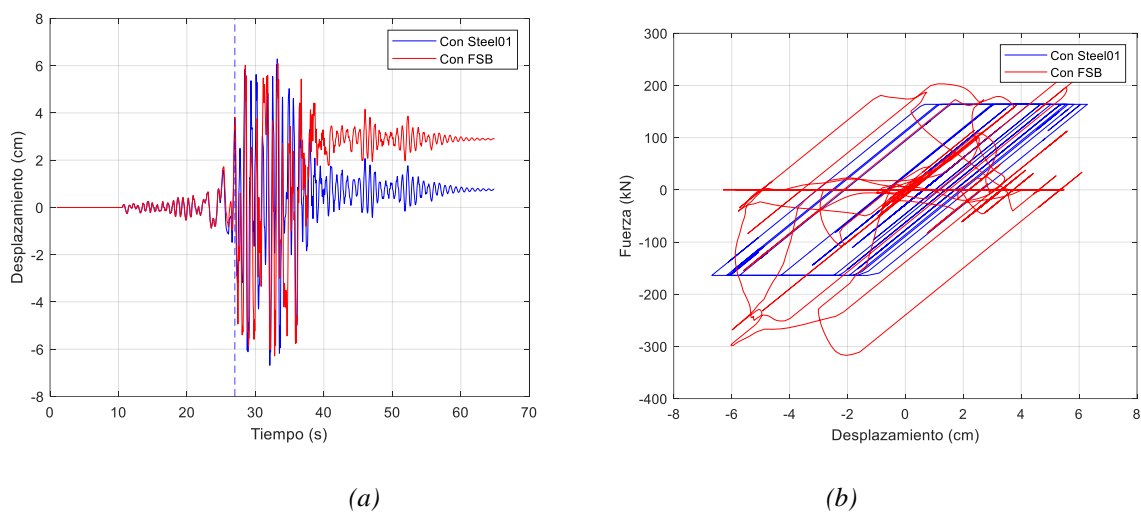 8
6
4
2
0
-2
-4
-6
-8
Desplazamiento (cm)
0 10 20 30 40 50 60 70
Tiempo (s)
Con Steel01
Con FSB
(a)
300
200
100
0
-100
-200
-300
-400
Fuerza (kN)
-8 -6 -4 -2 0 2 4 6 8
Desplazamiento (cm)
Con Steel01
Con FSB
(b)